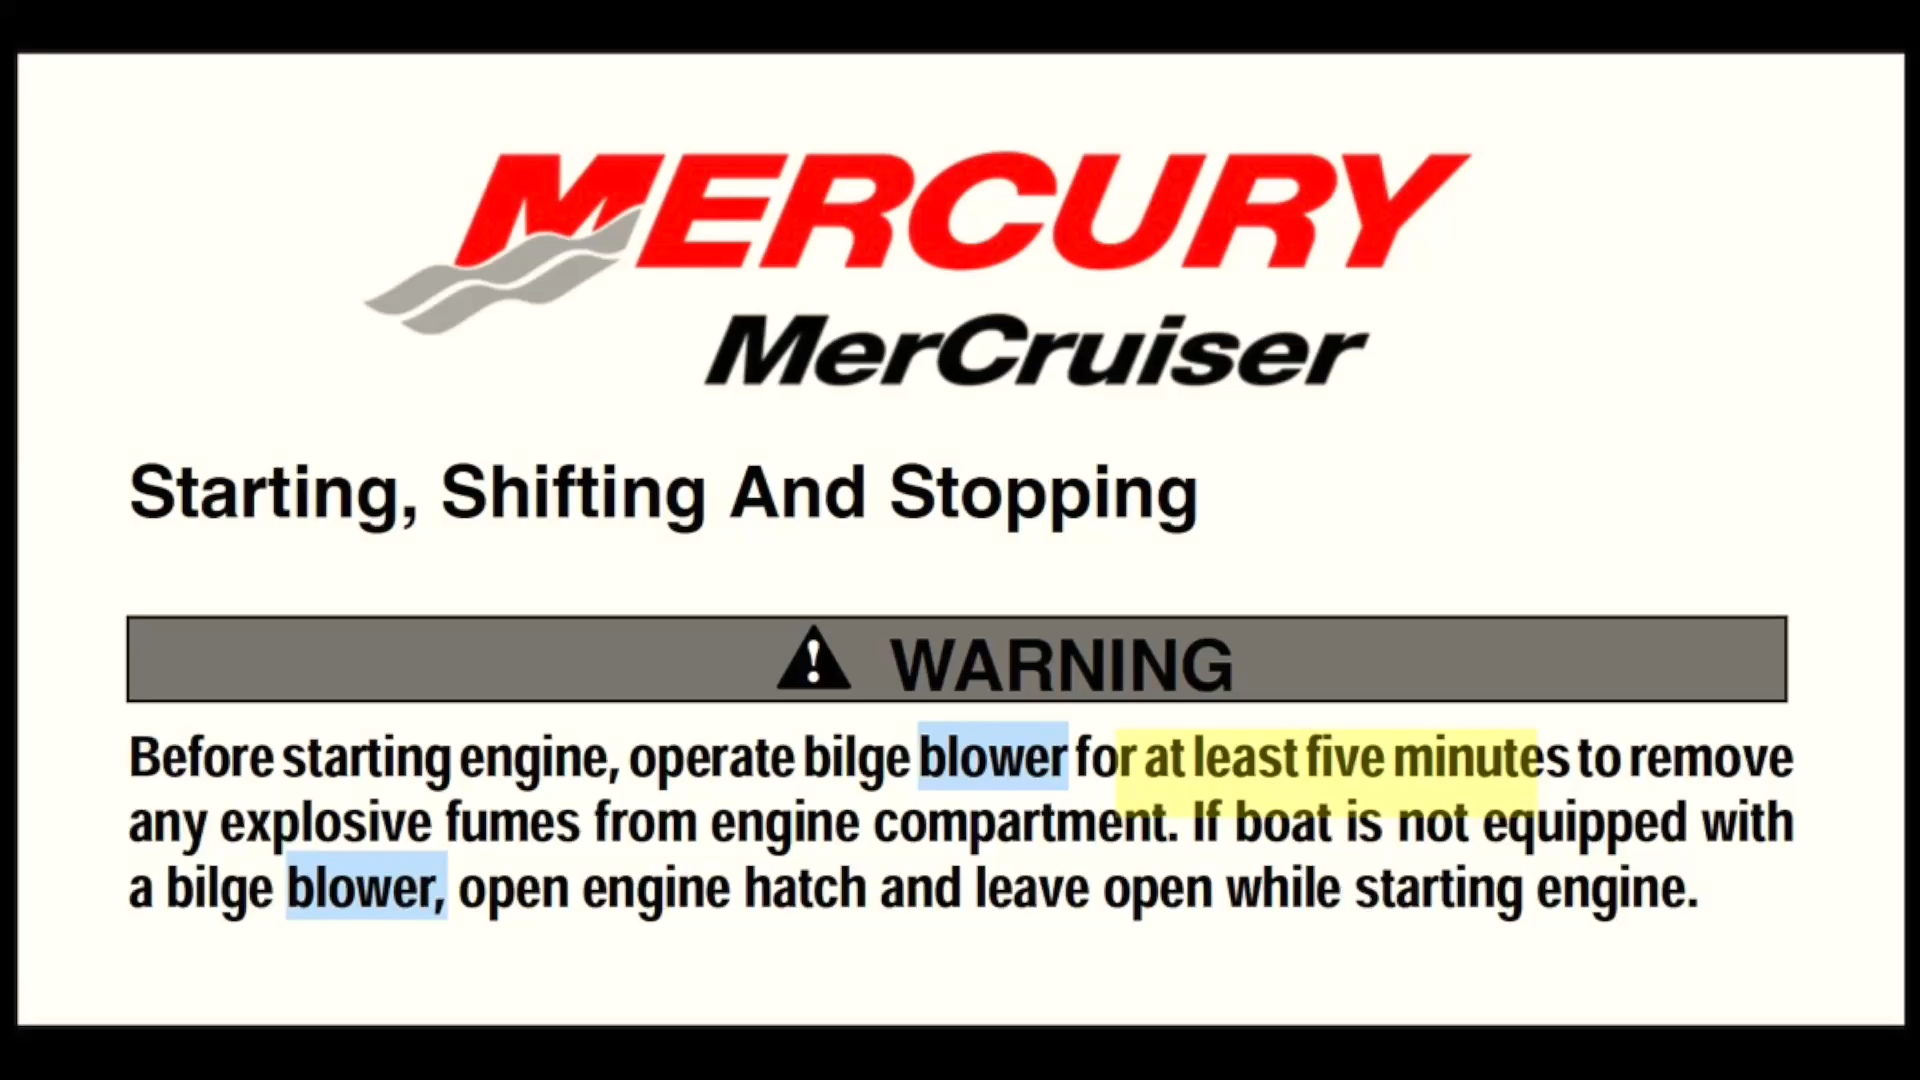 MERCURY
MerCruiser
Starting, Shifting And Stopping
WARNING
Before starting engine, operate bilge blower for at least five minutes to remove
any explosive fumes from engine compartment. If boat is not equipped with
a bilge blower, open engine hatch and leave open while starting engine.